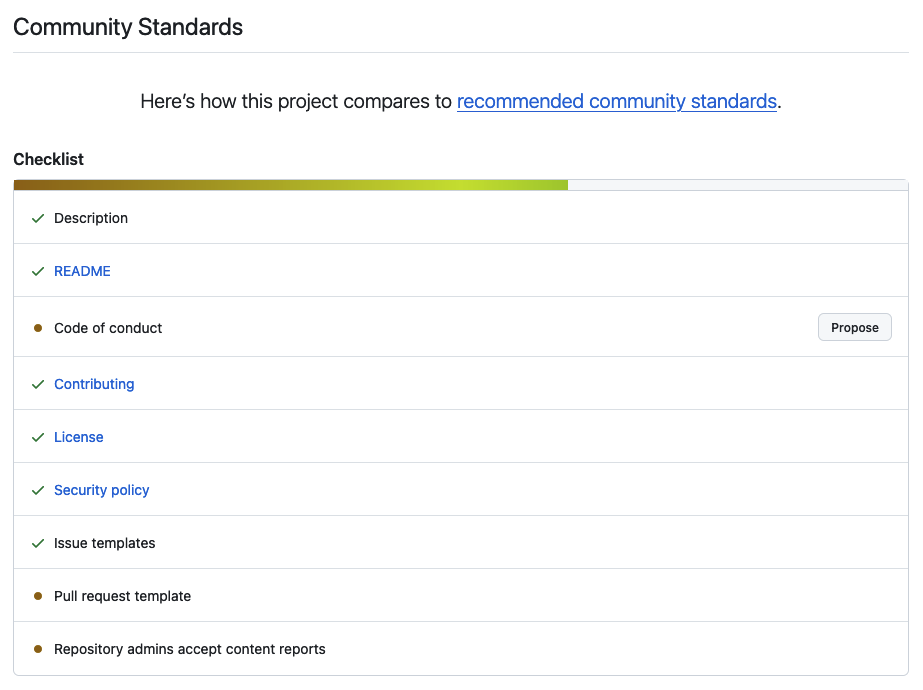 Community Standards
Here’s how this project compares to recommended community standards.
Checklist
Description
README
Code of conduct
Propose
Contributing
License
Security policy
Issue templates
Pull request template
Repository admins accept content reports